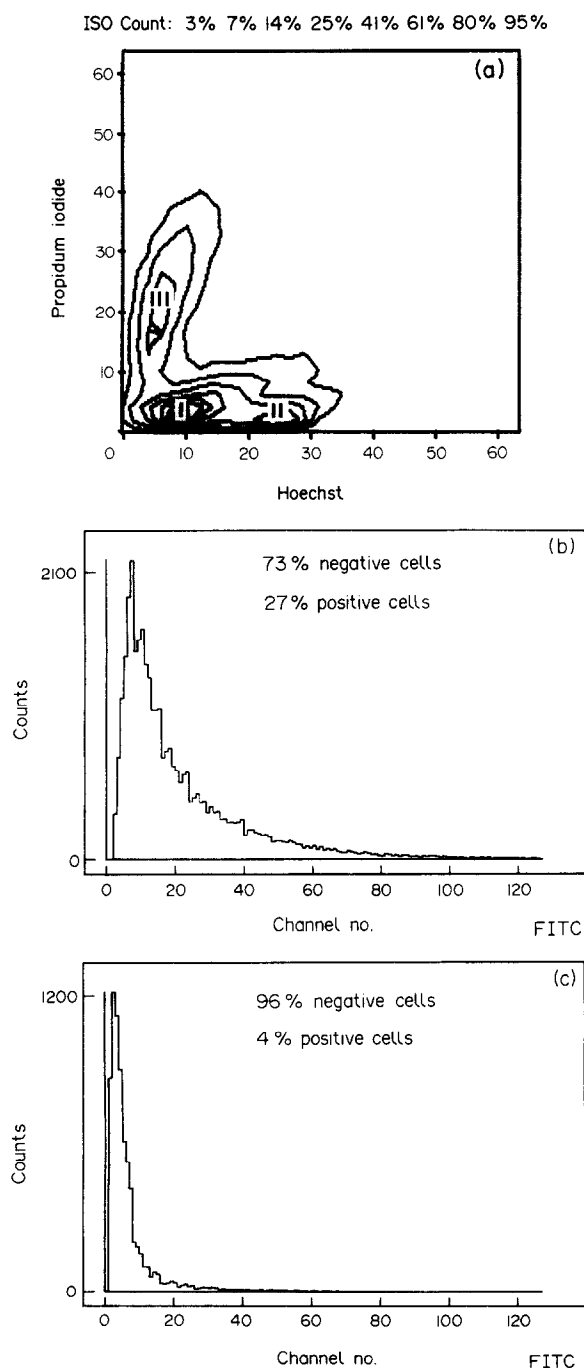 ISO Count: 3% 7% 14% 25% 41% 61% 80% 95%
(a)
60
50
40
30
20
10
0
Propidum iodide
III
I
II
0 10 20 30 40 50 60
Hoechst
(b)
73% negative cells
27% positive cells
2100
Counts
0
0 20 40 60 80 100 120
Channel no.
FITC
(c)
96% negative cells
4% positive cells
1200
Counts
0
0 20 40 60 80 100 120
Channel no.
FITC